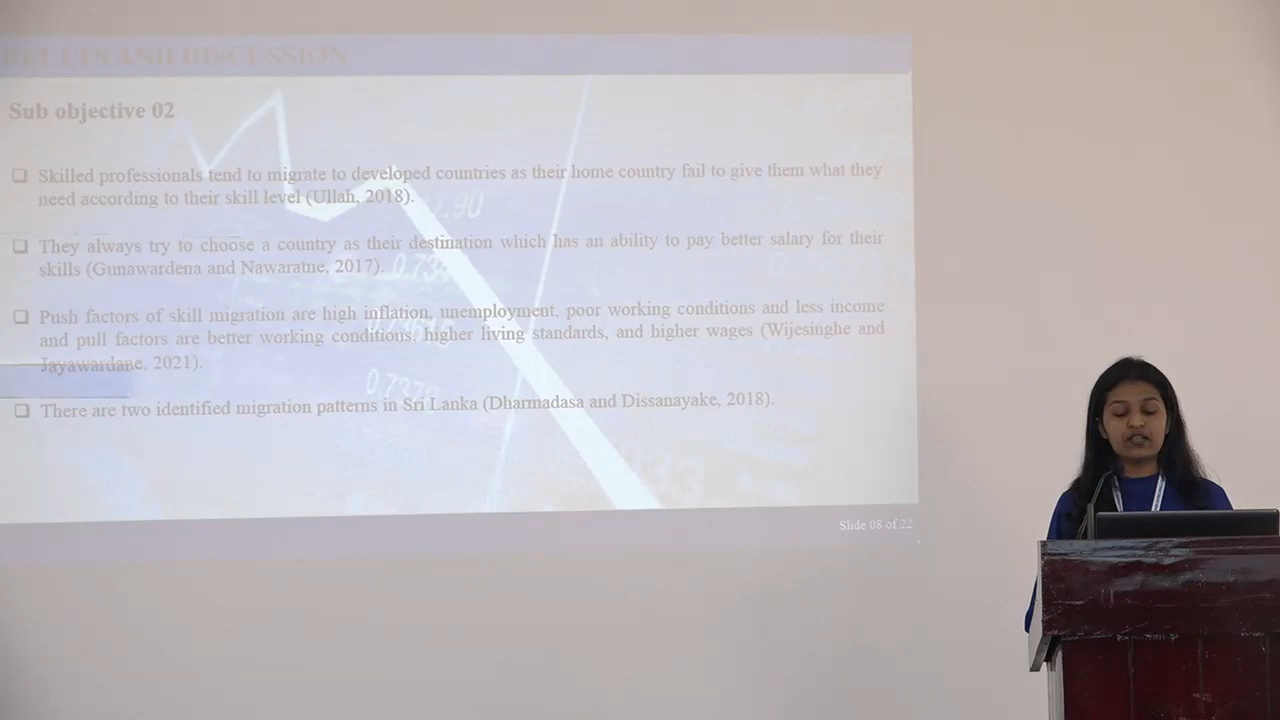 AND DISCUSSION
Sub objective 02
Skilled professionals tend to migrate to developed countries as their home country fail to give them what they
need according to their skill level (Ullah, 2018).
They always try to choose a country as their destination which has an ability to pay better salary for their
skills (Gunawardena and Nawaratne, 2017).
Push factors of skill migration are high inflation, unemployment, poor working conditions and less income
and pull factors are better working conditions, higher living standards, and higher wages (Wijesinghe and
Jayawardane, 2021).
There are two identified migration patterns in Sri Lanka (Dharmadasa and Dissanayake, 2018).
7.90
Slide 08 of 22